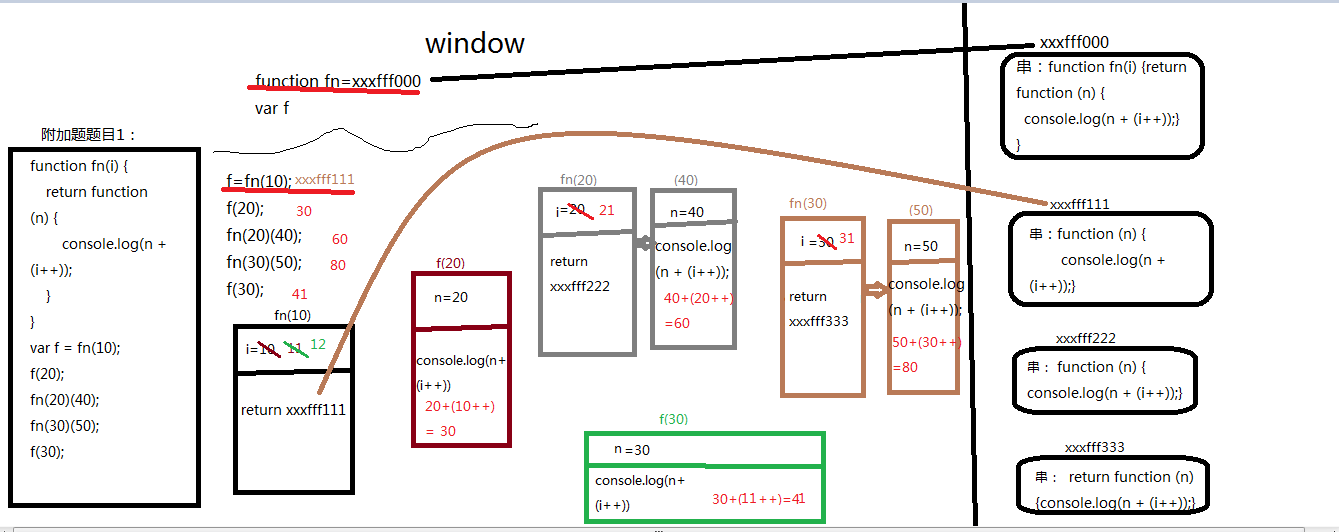 window
function fn=xxxfff000
var f
附加题题目1：
function fn(i) {
return function
(n) {
console.log(n +
(i++));
}
}
var f = fn(10);
f(20);
fn(20)(40);
fn(30)(50);
f(30);
f=fn(10); xxxfff111
f(20); 30
fn(20)(40); 60
fn(30)(50); 80
f(30); 41
fn(10)
i=10 11 12
return xxxfff111
f(20)
n=20
console.log(n+
(i++))
20+(10++)
= 30
fn(20)
i=20 21
return
xxxfff222
(40)
n=40
console.log
(n + (i++));
40+(20++)
=60
fn(30)
i =30 31
return
xxxfff333
(50)
n=50
console.log
(n + (i++));
50+(30++)
=80
f(30)
n =30
console.log(n+
(i++))
30+(11++)=41
xxxfff000
串：function fn(i) {return
function (n) {
console.log(n + (i++));}
}
xxxfff111
串：function (n) {
console.log(n +
(i++));}
xxxfff222
串： function (n) {
console.log(n + (i++));}
xxxfff333
串： return function (n)
{console.log(n + (i++));}